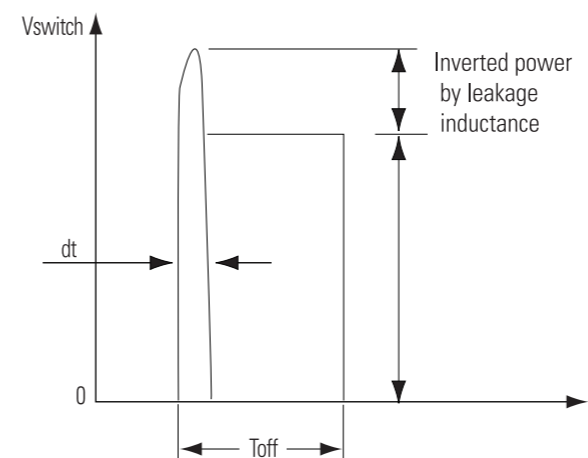 Vswitch
Inverted power
by leakage
inductance
dt
0
Toff